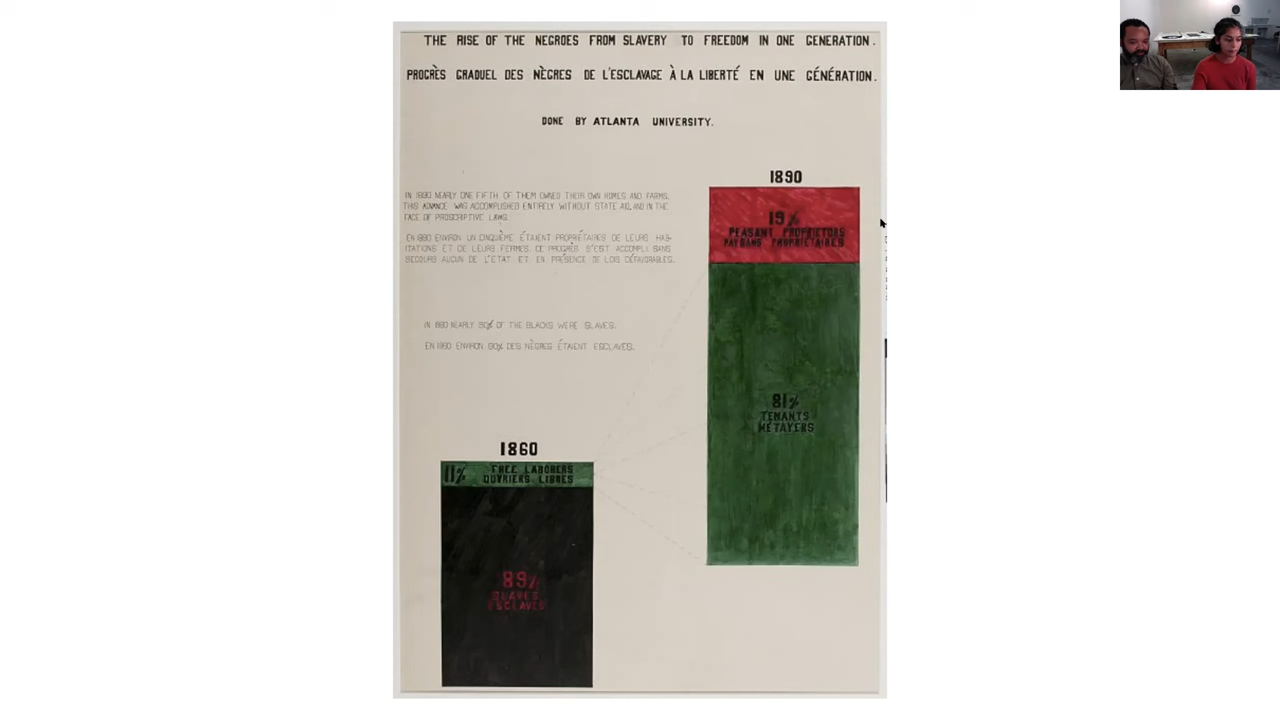 THE RISE OF THE NEGROES FROM SLAVERY TO FREEDOM IN ONE GENERATION.
PROGRÈS GRADUEL DES NÈGRES DE L'ESCLAVAGE À LA LIBERTÉ EN UNE GÉNÉRATION.
DONE BY ATLANTA UNIVERSITY.
IN 1890 NEARLY ONE FIFTH OF THEM OWNED THEIR OWN HOMES AND FARMS.
THIS ADVANCE WAS ACCOMPLISHED ENTIRELY WITHOUT STATE AID, AND IN THE
FACE OF PROSCRIPTIVE LAWS.
EN 1890 ENVIRON UN CINQUIÈME ÉTAIENT PROPRIÉTAIRES DE LEURS HAB-
ITATIONS ET DE LEURS FERMES. CE PROGRÈS S'EST ACCOMPLI SANS
SECOURS AUCUN DE L'ETAT ET EN PRÉSENCE DE LOIS DÉFAVORABLES.
IN 1860 NEARLY 90% OF THE BLACKS WERE SLAVES.
EN 1860 ENVIRON 90% DES NÈGRES ÉTAIENT ESCLAVES.
1890
19%
PEASANT PROPRIETORS
PAYSANS PROPRIÉTAIRES
81%
TENANTS
MÉTAYERS
1860
11% FREE LABORERS
OUVRIERS LIBRES
89%
SLAVES
ESCLAVES